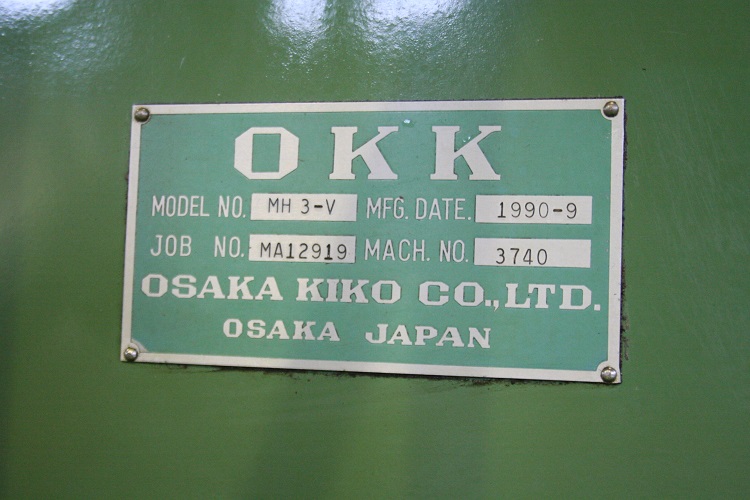 OKK
MODEL NO. MH 3-V MFG. DATE. 1990-9
JOB NO. MA12919 MACH. NO. 3740
OSAKA KIKO CO., LTD.
OSAKA JAPAN